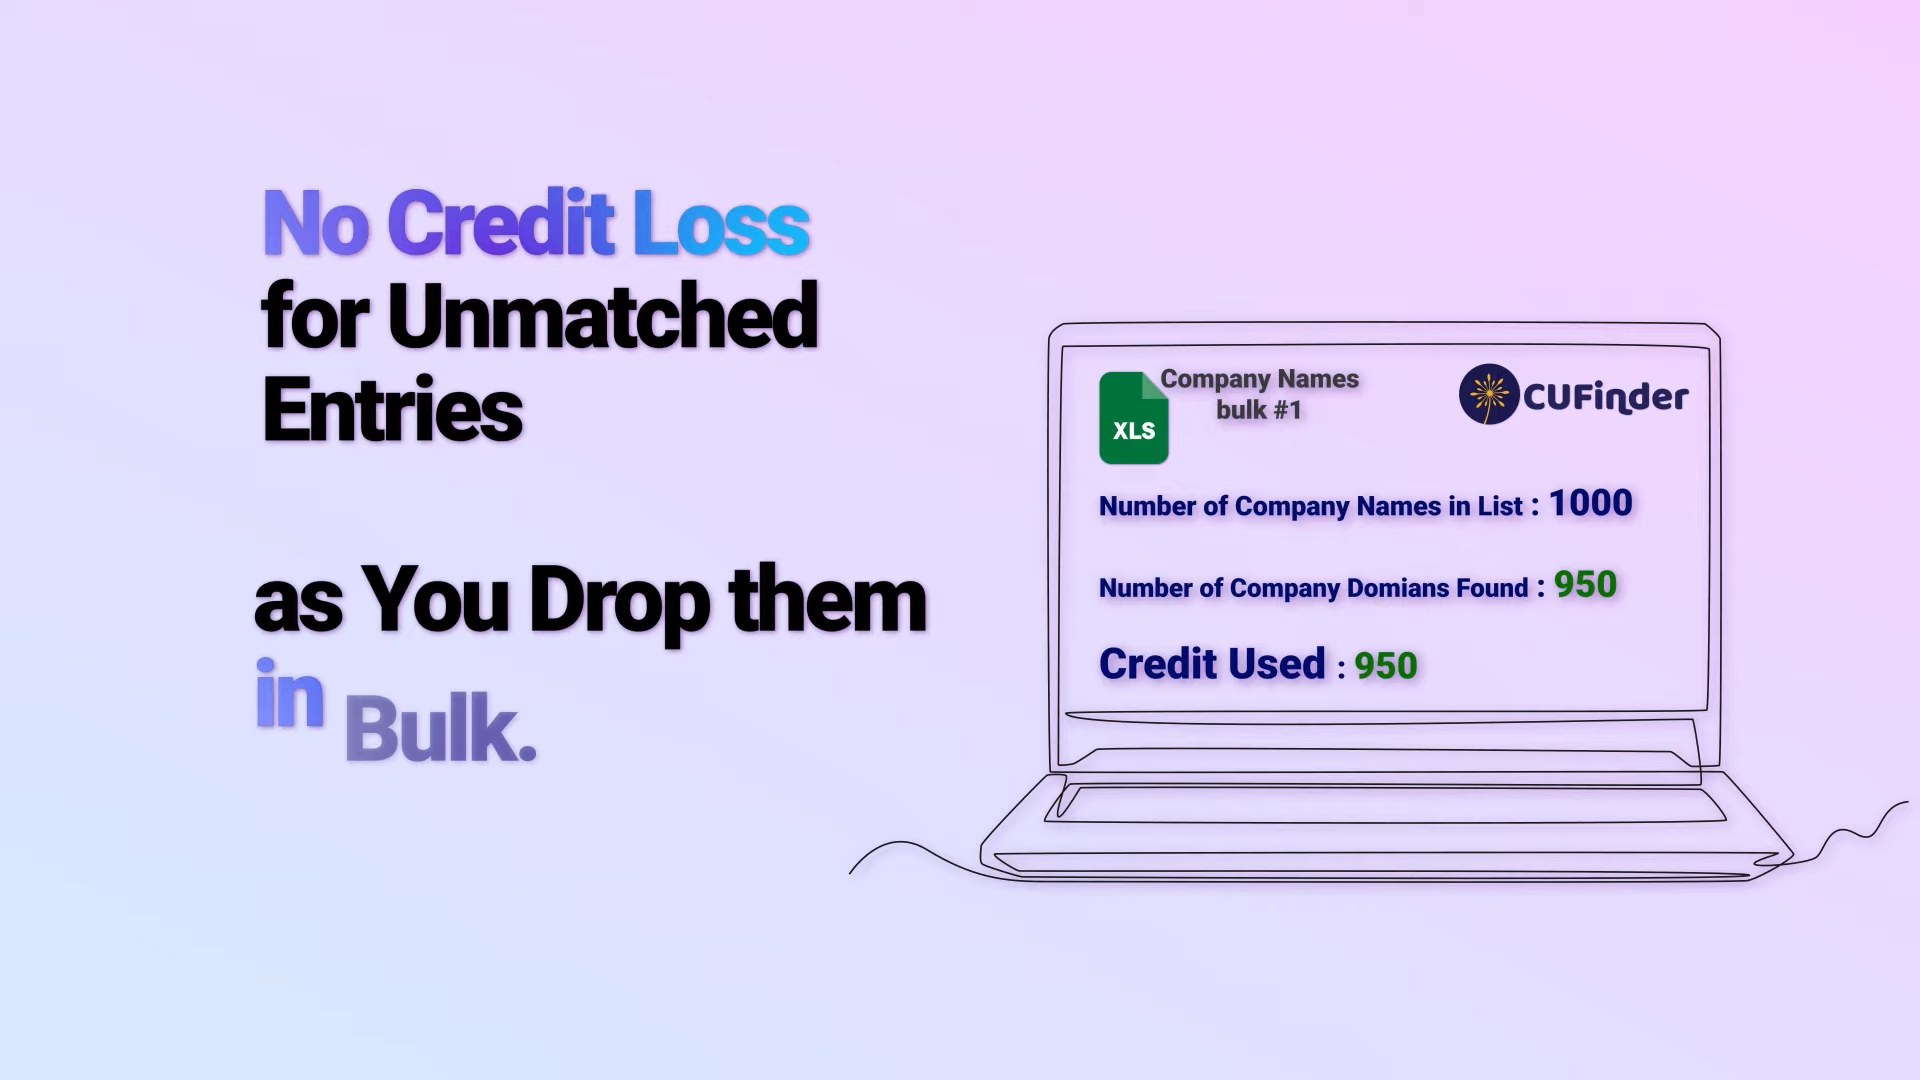 No Credit Loss
for Unmatched
Entries
as You Drop them
in Bulk.
XLS
Company Names
bulk #1
CUFinder
Number of Company Names in List : 1000
Number of Company Domians Found : 950
Credit Used : 950